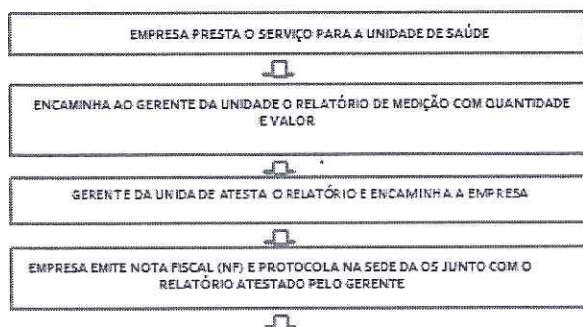 EMPRESA PRESTA O SERVIÇO PARA A UNIDADE DE SAÚDE
ENCAMINHA AO GERENTE DA UNIDADE O RELATÓRIO DE MEDIÇÃO COM QUANTIDADE
E VALOR
GERENTE DA UNIDA DE ATESTA O RELATÓRIO E ENCAMINHA A EMPRESA
EMPRESA EMITE NOTA FISCAL (NF) E PROTOCOLA NA SEDE DA OS JUNTO COM O
RELATÓRIO ATESTADO PELO GERENTE